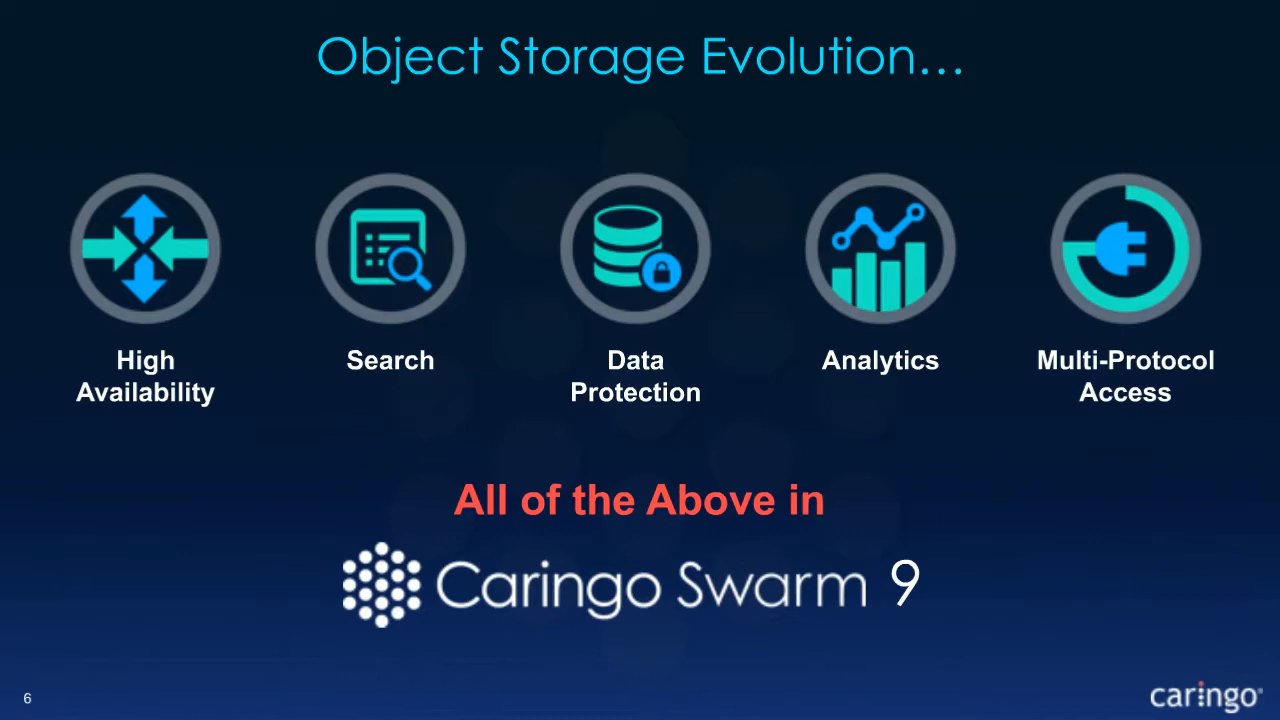 Object Storage Evolution…
High
Availability
Search
Data
Protection
Analytics
Multi-Protocol
Access
All of the Above in
Caringo Swarm 9
6
caringo